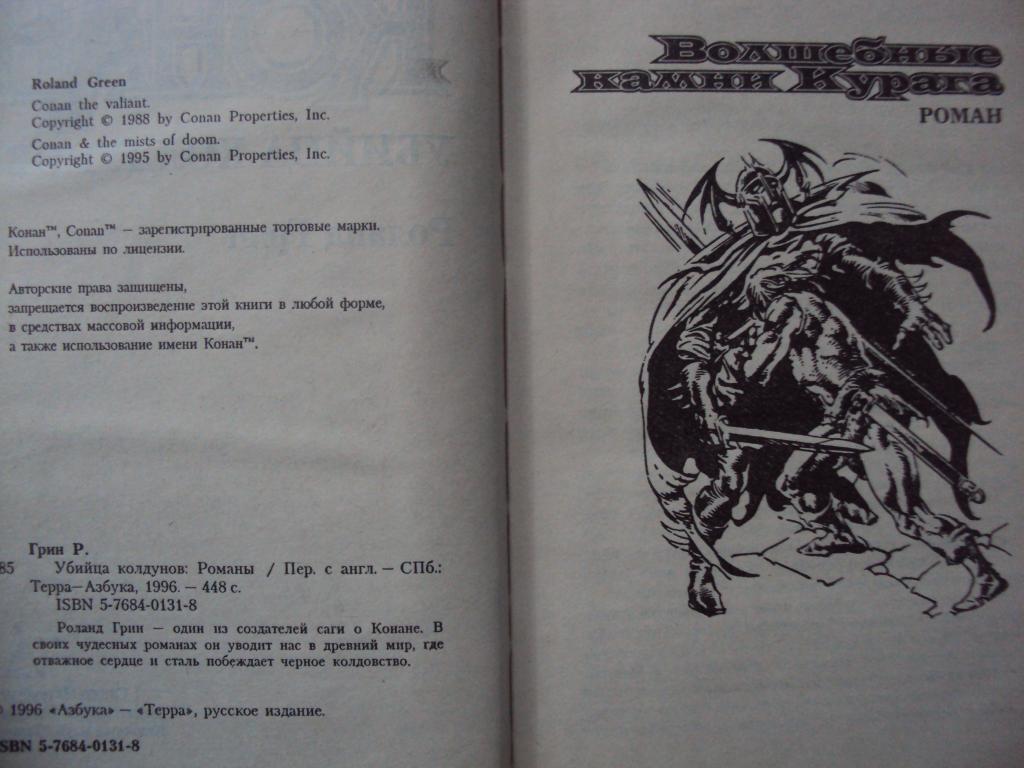 Roland Green
Conan the valiant.
Copyright © 1988 by Conan Properties, Inc.
Conan & the mists of doom.
Copyright © 1995 by Conan Properties, Inc.
Конан™, Conan™ — зарегистрированные торговые марки.
Использованы по лицензии.
Авторские права защищены,
запрещается воспроизведение этой книги в любой форме,
в средствах массовой информации,
а также использование имени Конан™.
Грин Р.
85 Убийца колдунов: Романы / Пер. с англ. — СПб.:
Терра—Азбука, 1996. — 448 с.
ISBN 5-7684-0131-8
Роланд Грин — один из создателей саги о Конане. В
своих чудесных романах он уводит нас в древний мир, где
отважное сердце и сталь побеждает черное колдовство.
© 1996 «Азбука» — «Терра», русское издание.
ISBN 5-7684-0131-8
Волшебные
камни Курага
РОМАН